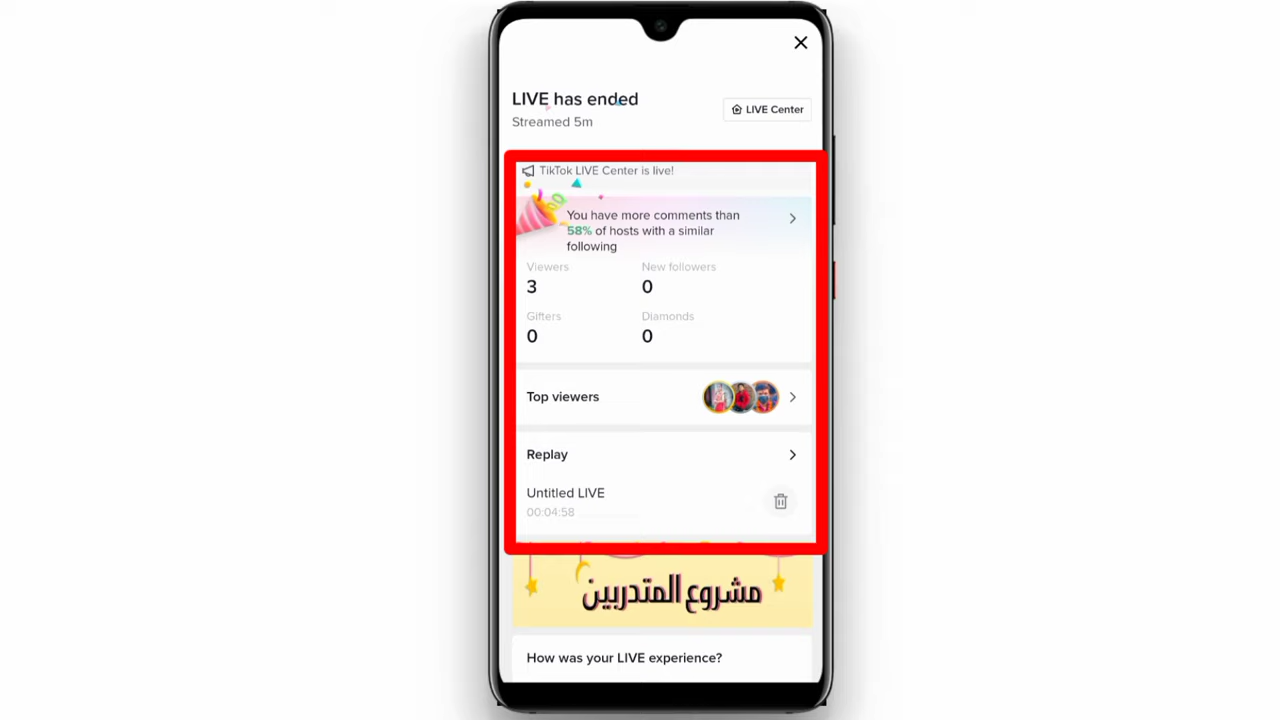 LIVE has ended
LIVE Center
Streamed 5m
TikTok LIVE Center is live!
You have more comments than
58% of hosts with a similar
following
Viewers
New followers
3
0
Gifters
Diamonds
0
0
Top viewers
Replay
Untitled LIVE
00:04:58
مشروع المتدربين
How was your LIVE experience?